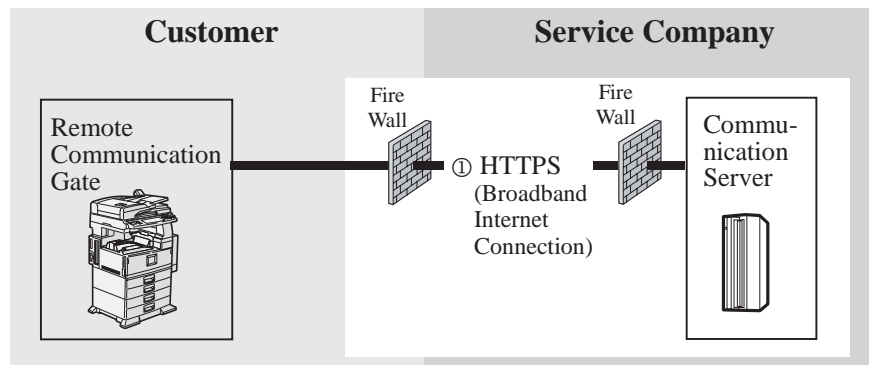 Customer
Service Company
Remote
Communication
Gate
Fire
Wall
① HTTPS
(Broadband
Internet
Connection)
Fire
Wall
Commu-
nication
Server